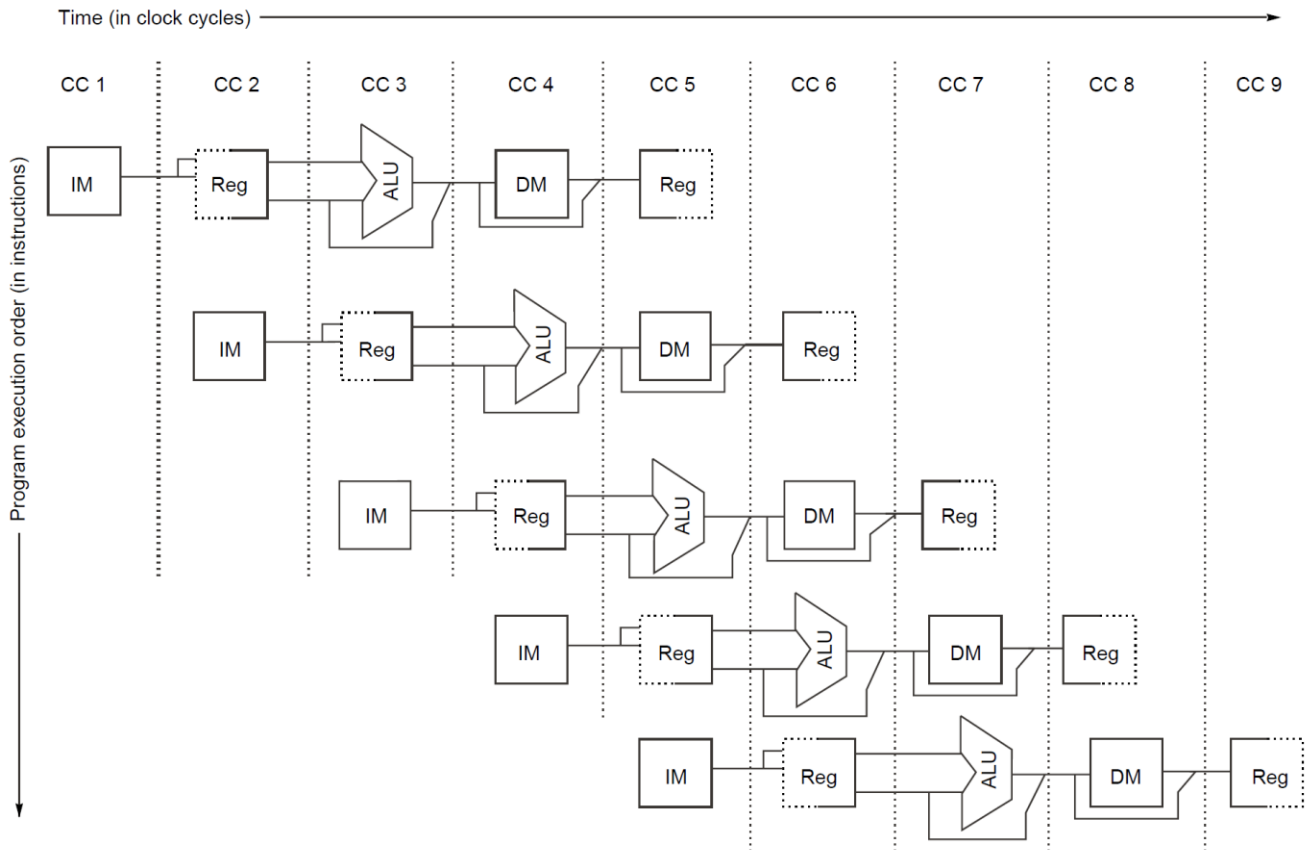 Time (in clock cycles)
CC 1 CC 2 CC 3 CC 4 CC 5 CC 6 CC 7 CC 8 CC 9
Program execution order (in instructions)
IM Reg ALU DM Reg
IM Reg ALU DM Reg
IM Reg ALU DM Reg
IM Reg ALU DM Reg
IM Reg ALU DM Reg